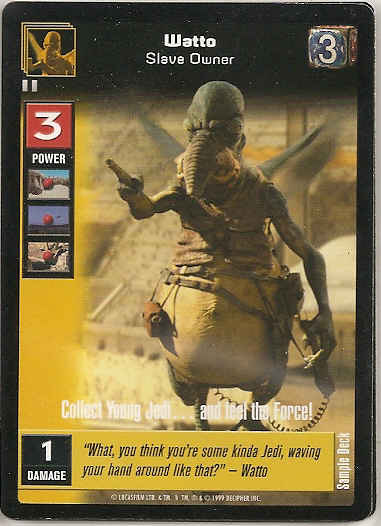 Watto
Slave Owner
3
3
POWER
Collect Young Jedi... and feel the Force!
1
DAMAGE
"What, you think you're some kinda Jedi, waving
your hand around like that?" – Watto
Sample Deck
© LUCASFILM LTD. & TM. ® TM. ® & © 1999 DECIPHER INC.